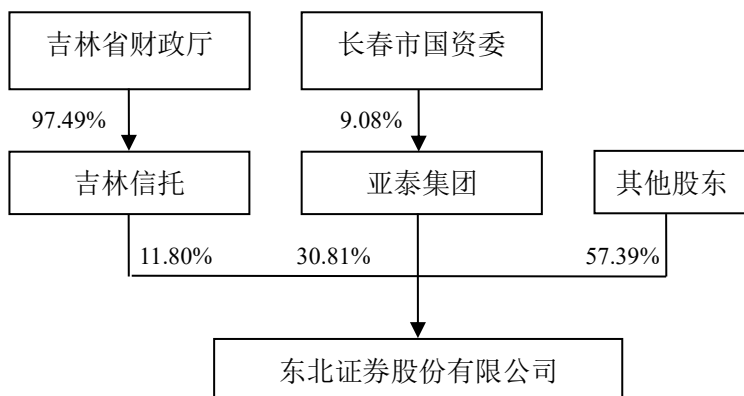 吉林省财政厅
长春市国资委
97.49%
9.08%
吉林信托
亚泰集团
其他股东
11.80%
30.81%
57.39%
东北证券股份有限公司